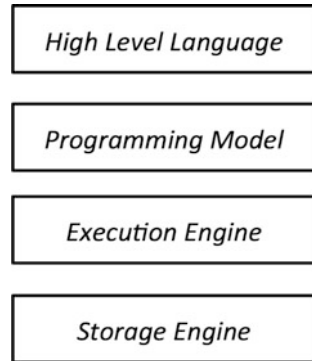 High Level Language
Programming Model
Execution Engine
Storage Engine